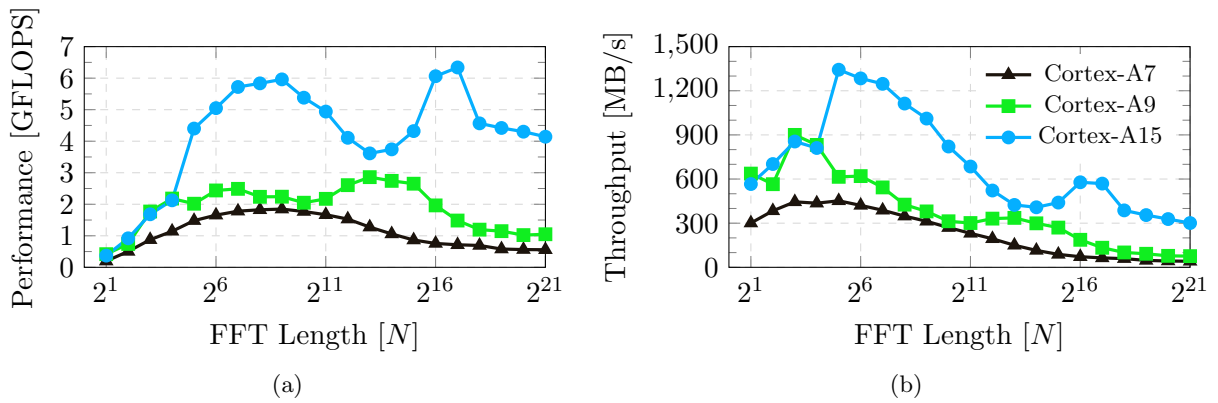 Performance [GFLOPS]
7
6
5
4
3
2
1
0
2^1
2^6
2^11
2^16
2^21
FFT Length [N]
(a)
Throughput [MB/s]
1,500
1,200
900
600
300
0
Cortex-A7
Cortex-A9
Cortex-A15
2^1
2^6
2^11
2^16
2^21
FFT Length [N]
(b)